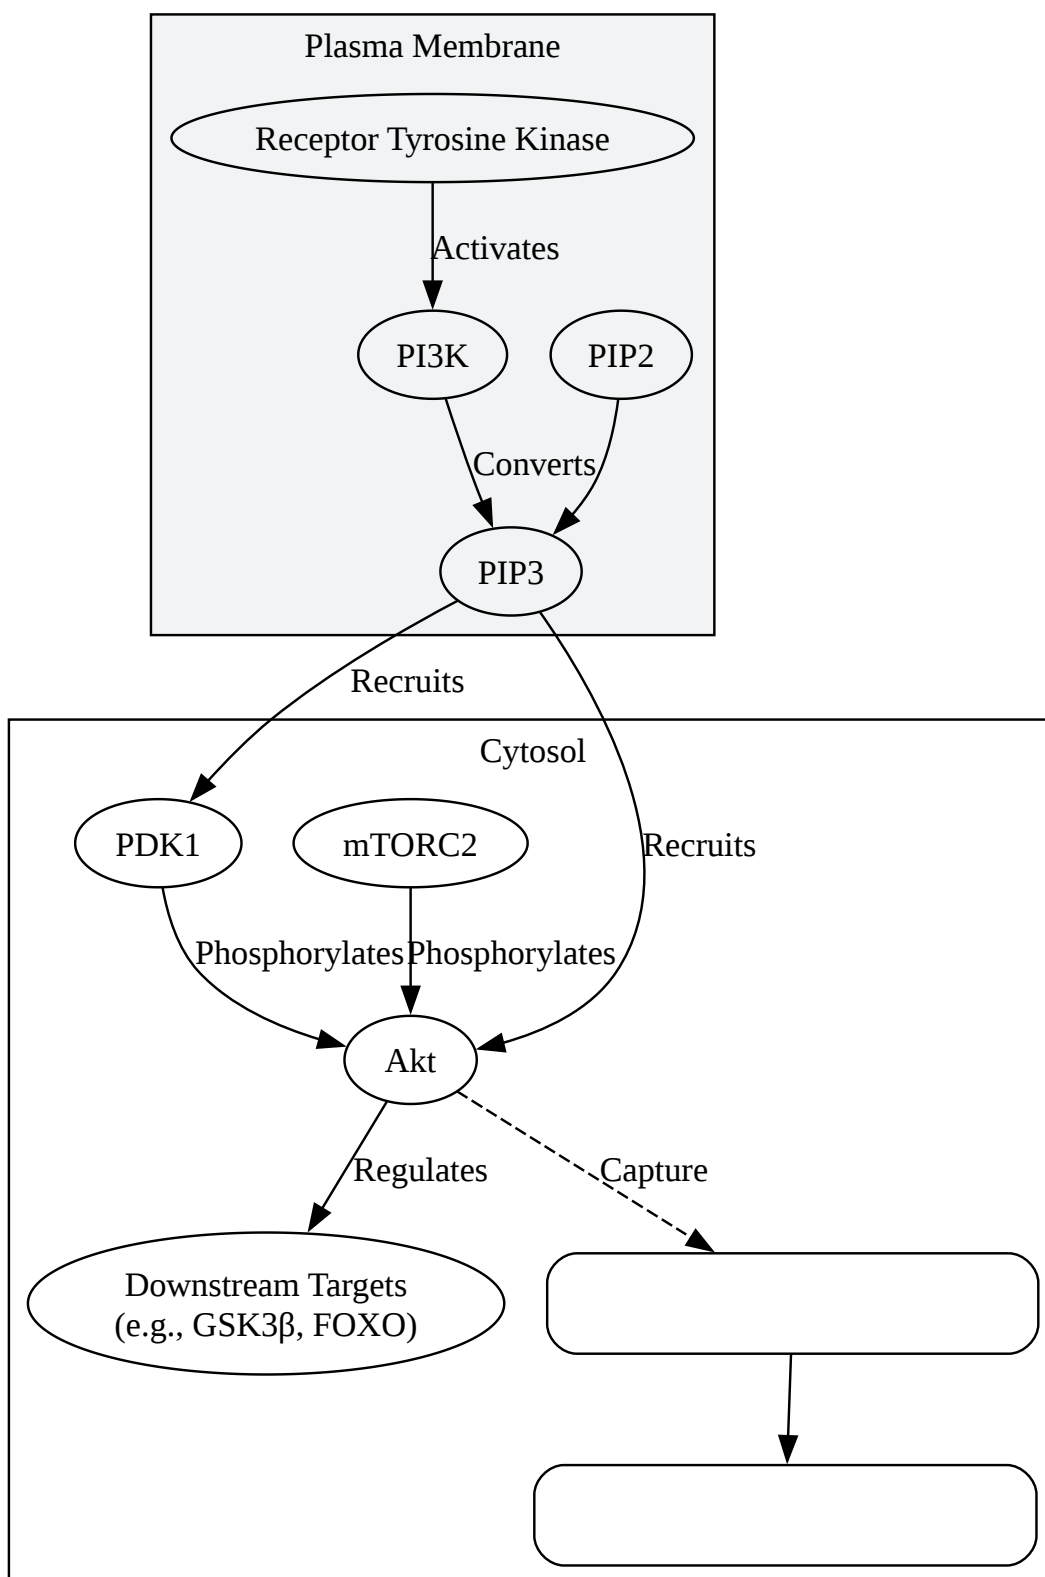 Plasma Membrane
Receptor Tyrosine Kinase
Activates
PI3K
PIP2
Converts
PIP3
Recruits
Cytosol
PDK1
mTORC2
Recruits
Phosphorylates
Phosphorylates
Akt
Regulates
Capture
Downstream Targets
(e.g., GSK3β, FOXO)